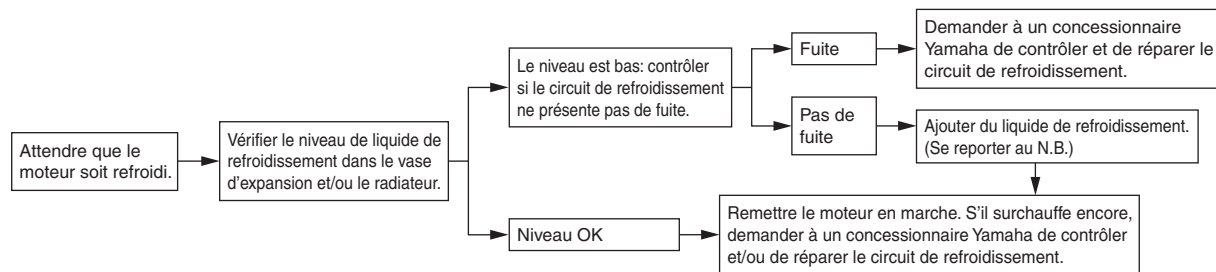 Attendre que le
moteur soit refroidi.
Vérifier le niveau de liquide de
refroidissement dans le vase
d'expansion et/ou le radiateur.
Le niveau est bas: contrôler
si le circuit de refroidissement
ne présente pas de fuite.
Fuite
Demander à un concessionnaire
Yamaha de contrôler et de réparer le
circuit de refroidissement.
Pas de
fuite
Ajouter du liquide de refroidissement.
(Se reporter au N.B.)
Niveau OK
Remettre le moteur en marche. S'il surchauffe encore,
demander à un concessionnaire Yamaha de contrôler
et/ou de réparer le circuit de refroidissement.